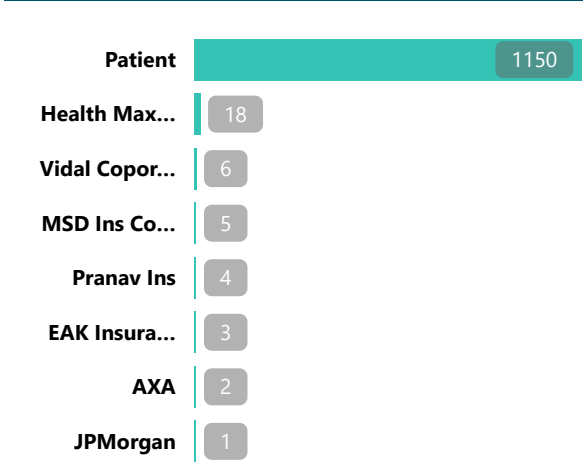 Patient 1150
Health Max... 18
Vidal Copor... 6
MSD Ins Co... 5
Pranav Ins 4
EAK Insura... 3
AXA 2
JPMorgan 1